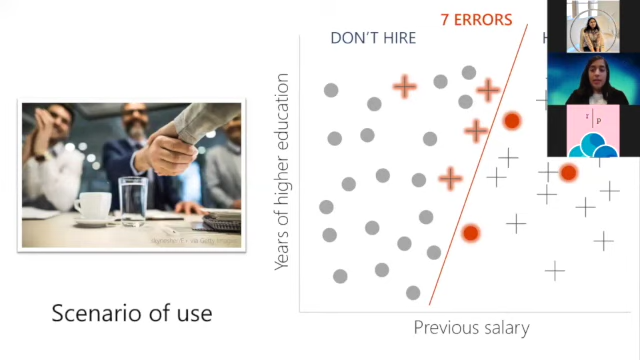 7 ERRORS
DON'T HIRE
H
Years of higher education
Previous salary
Scenario of use
r | P